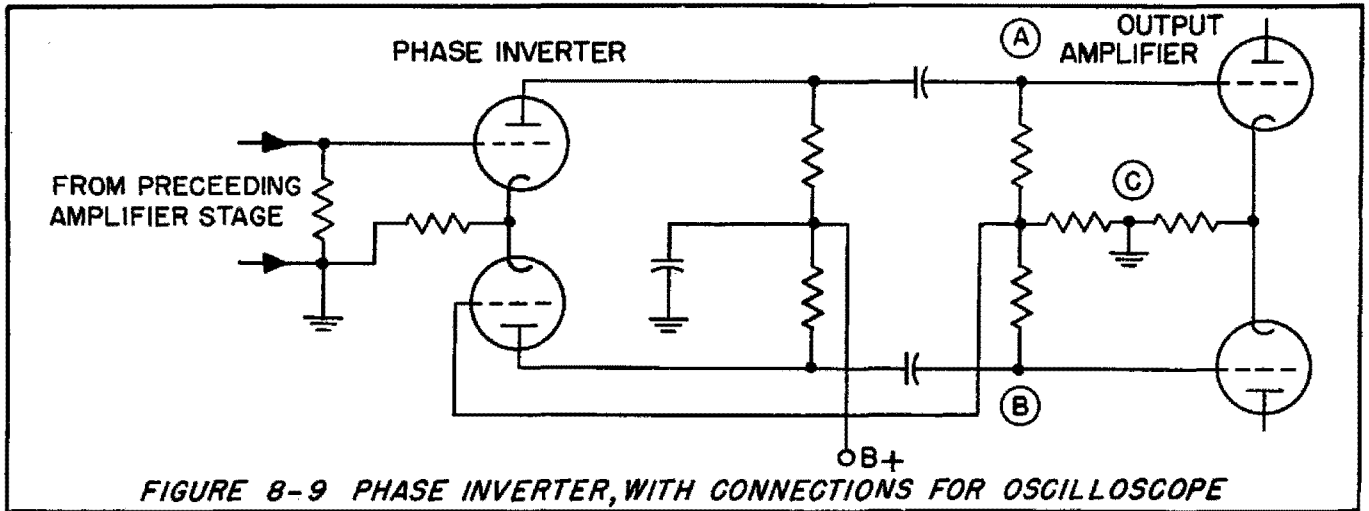 PHASE INVERTER
A
OUTPUT
AMPLIFIER
FROM PRECEEDING
AMPLIFIER STAGE
C
B
B+
FIGURE 8-9 PHASE INVERTER, WITH CONNECTIONS FOR OSCILLOSCOPE